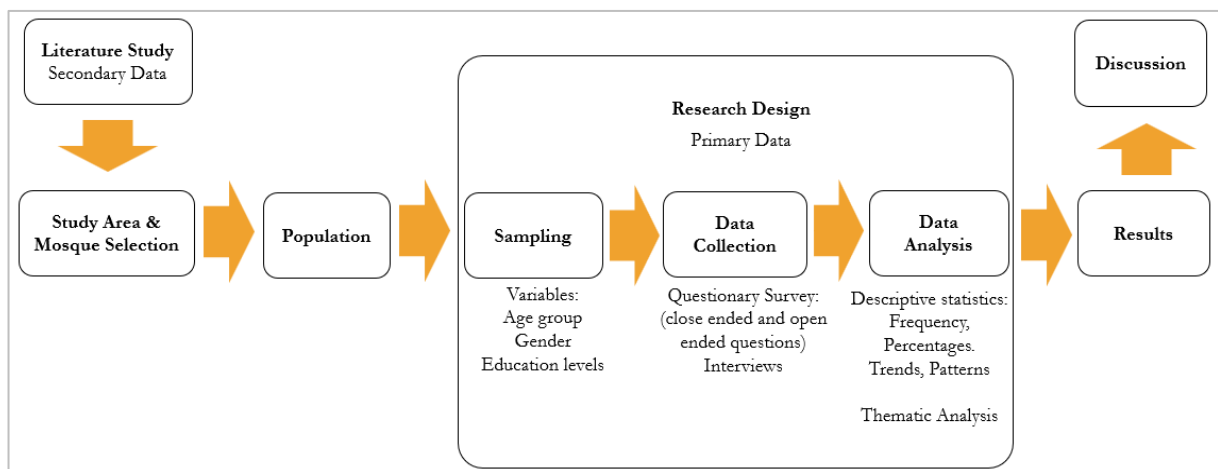 Literature Study
Secondary Data
Study Area &
Mosque Selection
Population
Research Design
Primary Data
Sampling
Variables:
Age group
Gender
Education levels
Data
Collection
Questionary Survey:
(close ended and open
ended questions)
Interviews
Data
Analysis
Descriptive statistics:
Frequency,
Percentages.
Trends, Patterns
Thematic Analysis
Results
Discussion